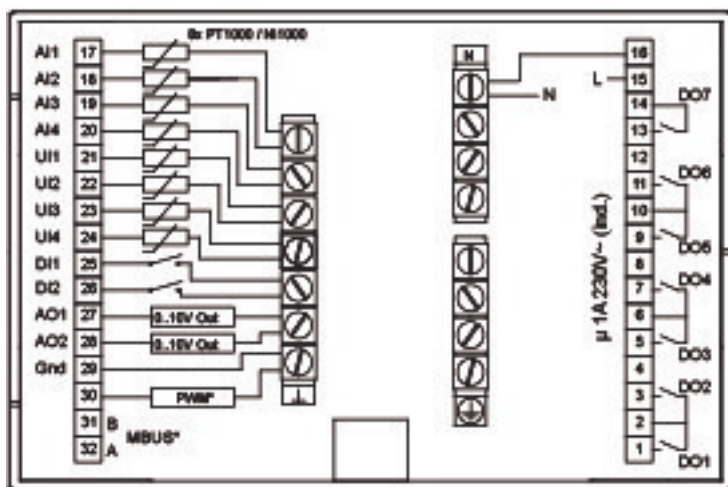 8x PT1000 / NI1000
AI1 17
AI2 18
AI3 19
AI4 20
UI1 21
UI2 22
UI3 23
UI4 24
DI1 25
DI2 26
AO1 27 0..10V Out
AO2 28 0..10V Out
Gnd 29
30 PWM*
31 B
MBUS*
32 A
N
N
16
L 15
14 DO7
13
12
11 DO6
10
9 DO5
8
7 DO4
6
5 DO3
4
3 DO2
2
1 DO1
µ 1A 230V~ (ind.)